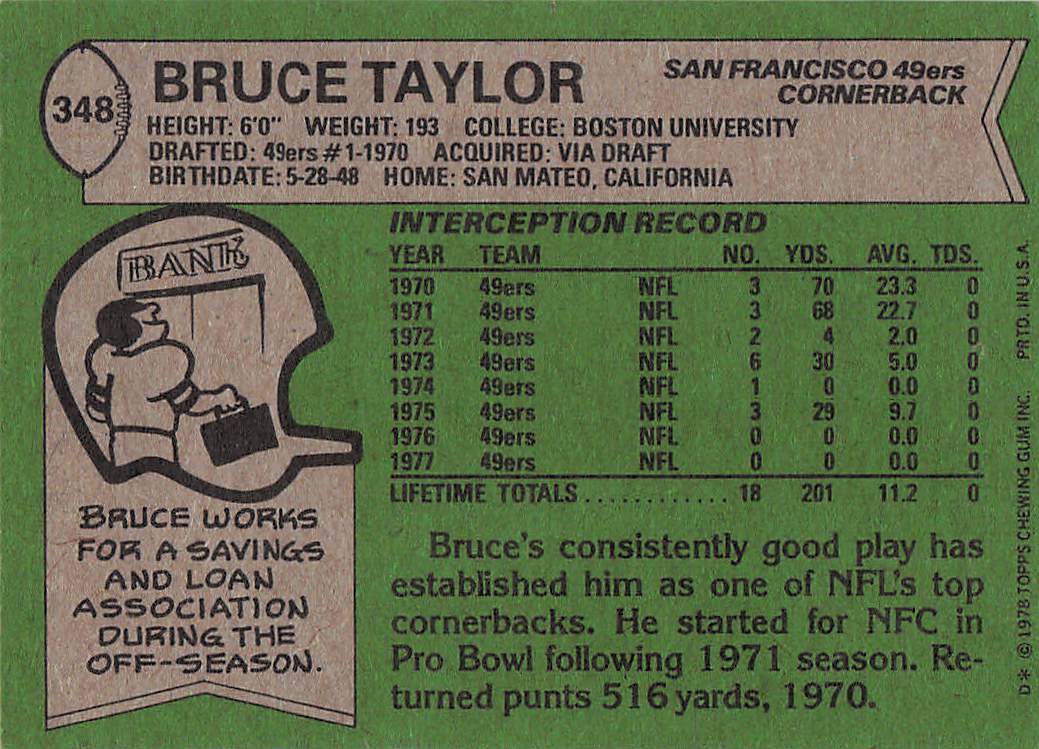 348
BRUCE TAYLOR
SAN FRANCISCO 49ers
CORNERBACK
HEIGHT: 6'0" WEIGHT: 193 COLLEGE: BOSTON UNIVERSITY
DRAFTED: 49ers #1-1970 ACQUIRED: VIA DRAFT
BIRTHDATE: 5-28-48 HOME: SAN MATEO, CALIFORNIA
BANK
BRUCE WORKS
FOR A SAVINGS
AND LOAN
ASSOCIATION
DURING THE
OFF-SEASON.
INTERCEPTION RECORD
YEAR TEAM NO. YDS. AVG. TDS.
1970 49ers NFL 3 70 23.3 0
1971 49ers NFL 3 68 22.7 0
1972 49ers NFL 2 4 2.0 0
1973 49ers NFL 6 30 5.0 0
1974 49ers NFL 1 0 0.0 0
1975 49ers NFL 3 29 9.7 0
1976 49ers NFL 0 0 0.0 0
1977 49ers NFL 0 0 0.0 0
LIFETIME TOTALS............ 18 201 11.2 0
Bruce's consistently good play has
established him as one of NFL's top
cornerbacks. He started for NFC in
Pro Bowl following 1971 season. Re-
turned punts 516 yards, 1970.
D* © 1978 TOPPS CHEWING GUM INC. PRTD. IN U.S.A.